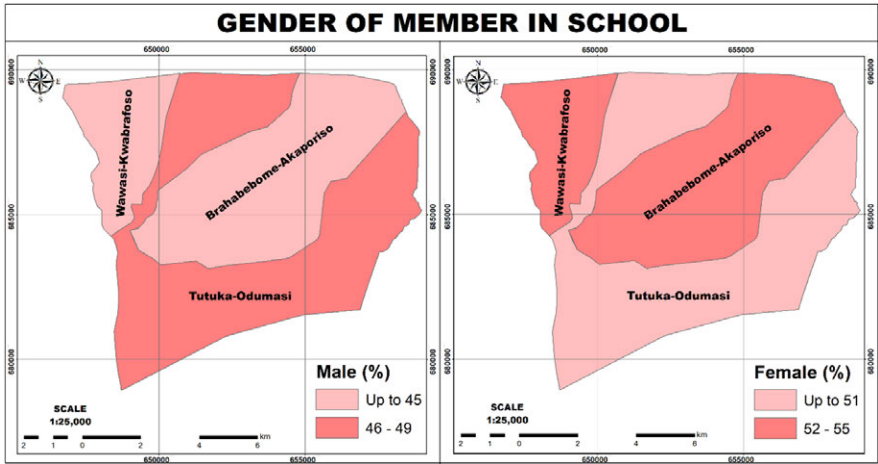 GENDER OF MEMBER IN SCHOOL
650000 655000
690000
N
W E
S
Wawasi-Kwabrafoso
Brahabebome-Akaporiso
685000
685000
Tutuka-Odumasi
680000
680000
Male (%)
Up to 45
46 - 49
SCALE
1:25,000
2 1 0 2 4 6
km
650000 655000
650000 655000
690000
690000
N
W E
S
Wawasi-Kwabrafoso
Brahabebome-Akaporiso
685000
Tutuka-Odumasi
680000
Female (%)
Up to 51
52 - 55
SCALE
1:25,000
2 1 0 2 4 6
km
650000 655000